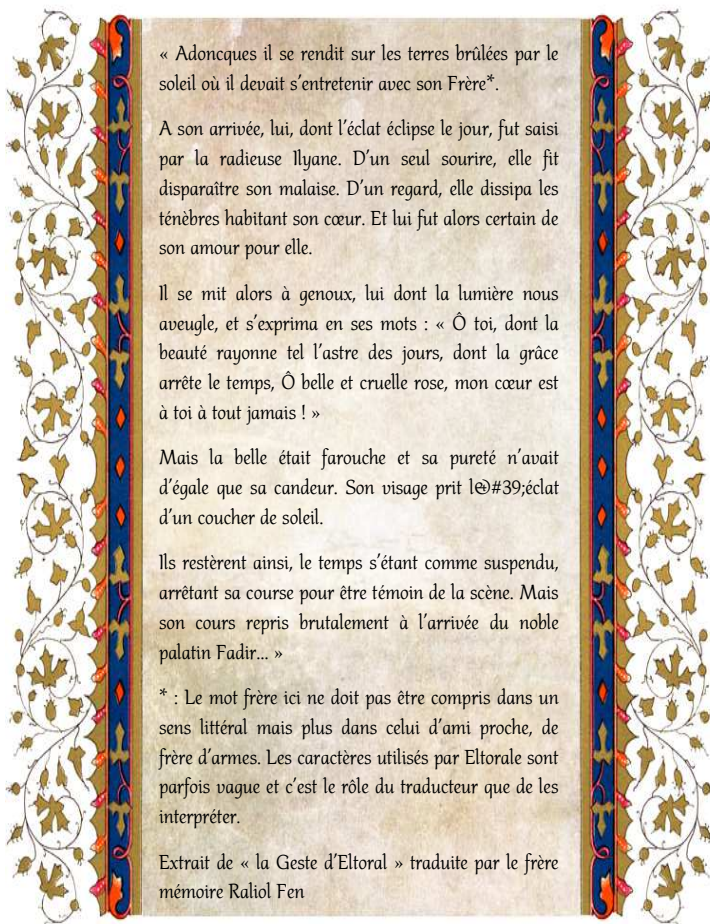 « Adoncques il se rendit sur les terres brûlées par le
soleil où il devait s'entretenir avec son Frère*.
A son arrivée, lui, dont l'éclat éclipse le jour, fut saisi
par la radieuse Ilyane. D'un seul sourire, elle fit
disparaître son malaise. D'un regard, elle dissipa les
ténèbres habitant son cœur. Et lui fut alors certain de
son amour pour elle.
Il se mit alors à genoux, lui dont la lumière nous
aveugle, et s'exprima en ses mots : « Ô toi, dont la
beauté rayonne tel l'astre des jours, dont la grâce
arrête le temps, Ô belle et cruelle rose, mon cœur est
à toi à tout jamais ! »
Mais la belle était farouche et sa pureté n'avait
d'égale que sa candeur. Son visage prit l&#39;éclat
d'un coucher de soleil.
Ils restèrent ainsi, le temps s'étant comme suspendu,
arrêtant sa course pour être témoin de la scène. Mais
son cours repris brutalement à l'arrivée du noble
palatin Fadir... »
* : Le mot frère ici ne doit pas être compris dans un
sens littéral mais plus dans celui d'ami proche, de
frère d'armes. Les caractères utilisés par Eltorale sont
parfois vague et c'est le rôle du traducteur que de les
interpréter.
Extrait de « la Geste d'Eltoral » traduite par le frère
mémoire Raliol Fen